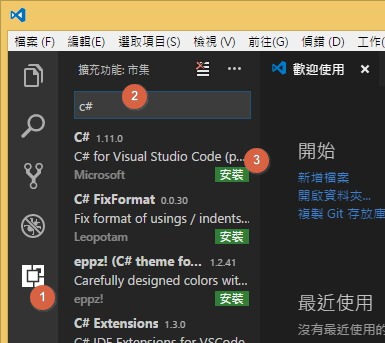 檔案 (F) 編輯(E) 選取項目(S) 檢視 (V) 前往(G) 偵錯 (D) 工作(
擴充功能: 市集
歡迎使用
2
c#
C# 1.11.0
3
C# for Visual Studio Code (p...
Microsoft 安裝
C# FixFormat 0.0.30
Fix format of usings / indents...
Leopotam 安裝
eppz! (C# theme fo... 1.2.41
Carefully designed colors wit...
eppz! 安裝
1
C# Extensions 1.3.0
C# IDE Extensions for VSCode
開始
新增檔案
開啟資料夾...
複製 Git 存放庫
最近使用
沒有最近使用的